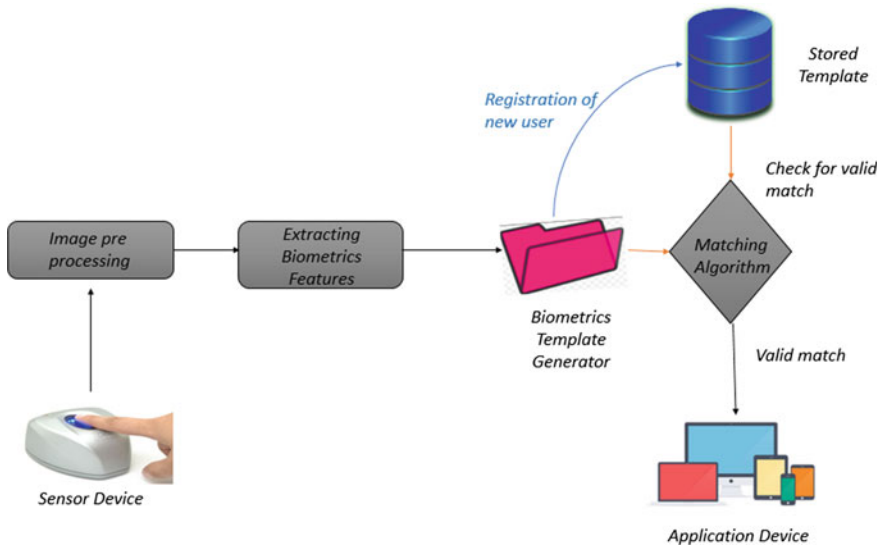 Stored
Template
Registration of
new user
Check for valid
match
Image pre
processing
Extracting
Biometrics
Features
Matching
Algorithm
Biometrics
Template
Generator
Valid match
Sensor Device
Application Device